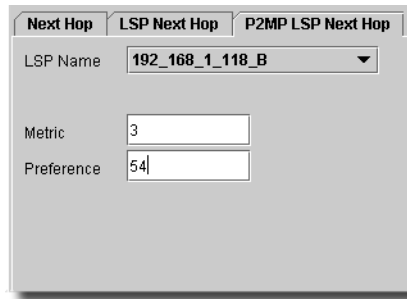 Next Hop LSP Next Hop P2MP LSP Next Hop
LSP Name 192_168_1_118_B
Metric 3
Preference 54